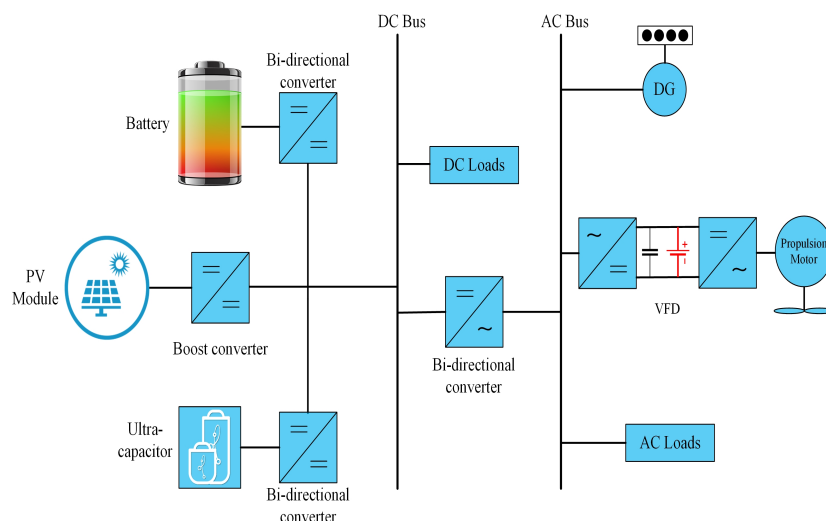 DC Bus
AC Bus
Bi-directional
converter
Battery
DG
DC Loads
PV
Module
Boost converter
Propulsion
Motor
VFD
Bi-directional
converter
Ultra-
capacitor
Bi-directional
converter
AC Loads